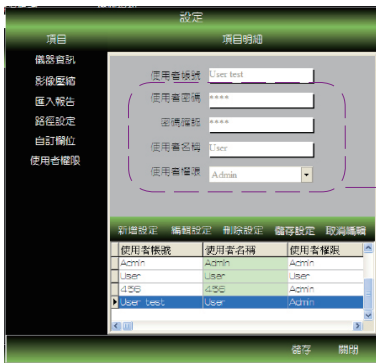 設定
項目 項目明細
儀器資訊
影像壓縮
匯入報告
路徑設定
自訂欄位
使用者權限
使用者帳號 User test
使用者密碼 ****
密碼確認 ****
使用者名稱 User
使用者權限 Admin
新增設定 編輯設定 刪除設定 儲存設定 取消編輯
使用者帳號 使用者名稱 使用者權限
Admin Admin Admin
User User User
456 456 Admin
User test User Admin
儲存 關閉